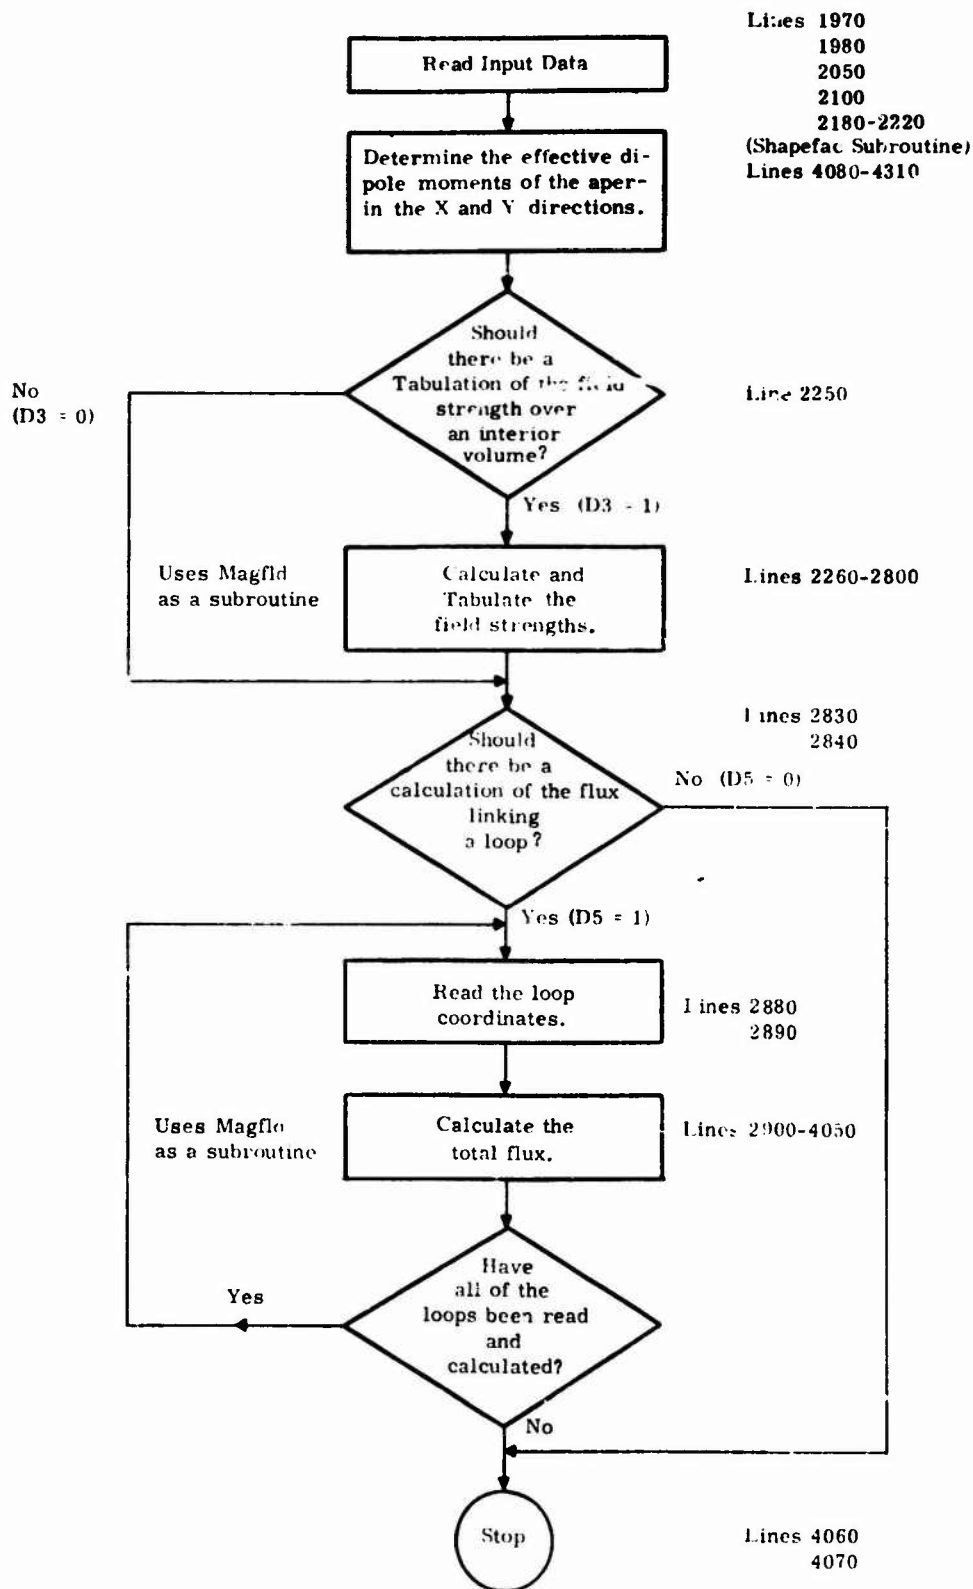 Lines 1970
1980
2050
2100
2180-2220
(Shapefac Subroutine)
Lines 4080-4310
Read Input Data
Determine the effective di-
pole moments of the aper-
in the X and Y directions.
Should
there be a
Tabulation of the field
strength over
an interior
volume?
No
(D3 = 0)
Line 2250
Yes (D3 - 1)
Uses Magfld
as a subroutine
Calculate and
Tabulate the
field strengths.
Lines 2260-2800
Lines 2830
2840
Should
there be a
calculation of the flux
linking
a loop?
No (D5 = 0)
Yes (D5 = 1)
Read the loop
coordinates.
Lines 2880
2890
Uses Magfld
as a subroutine
Calculate the
total flux.
Lines 2900-4050
Have
all of the
loops been read
and
calculated?
Yes
No
Stop
Lines 4060
4070